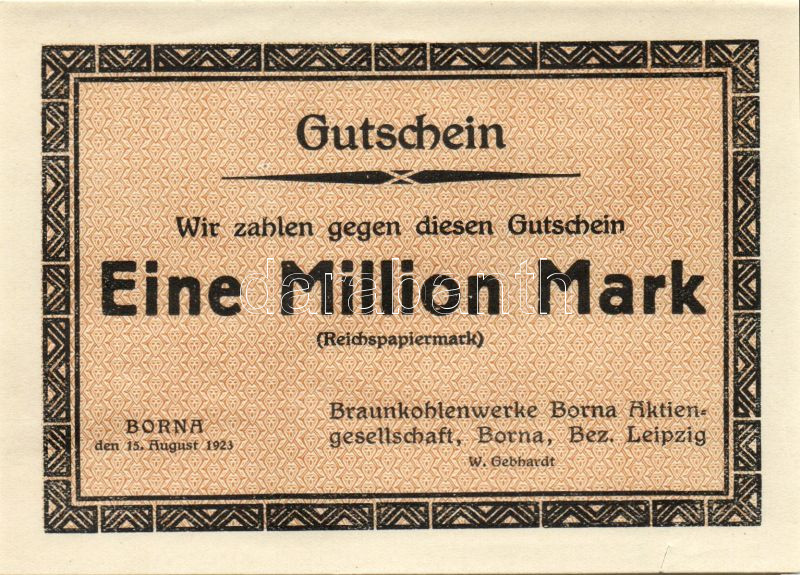 Gutschein
Wir zahlen gegen diesen Gutschein
Eine Million Mark
darabanth
(Reichspapiermark)
BORNA
den 15. August 1923
Braunkohlenwerke Borna Aktien-
gesellschaft, Borna, Bez. Leipzig
W. Gebhardt